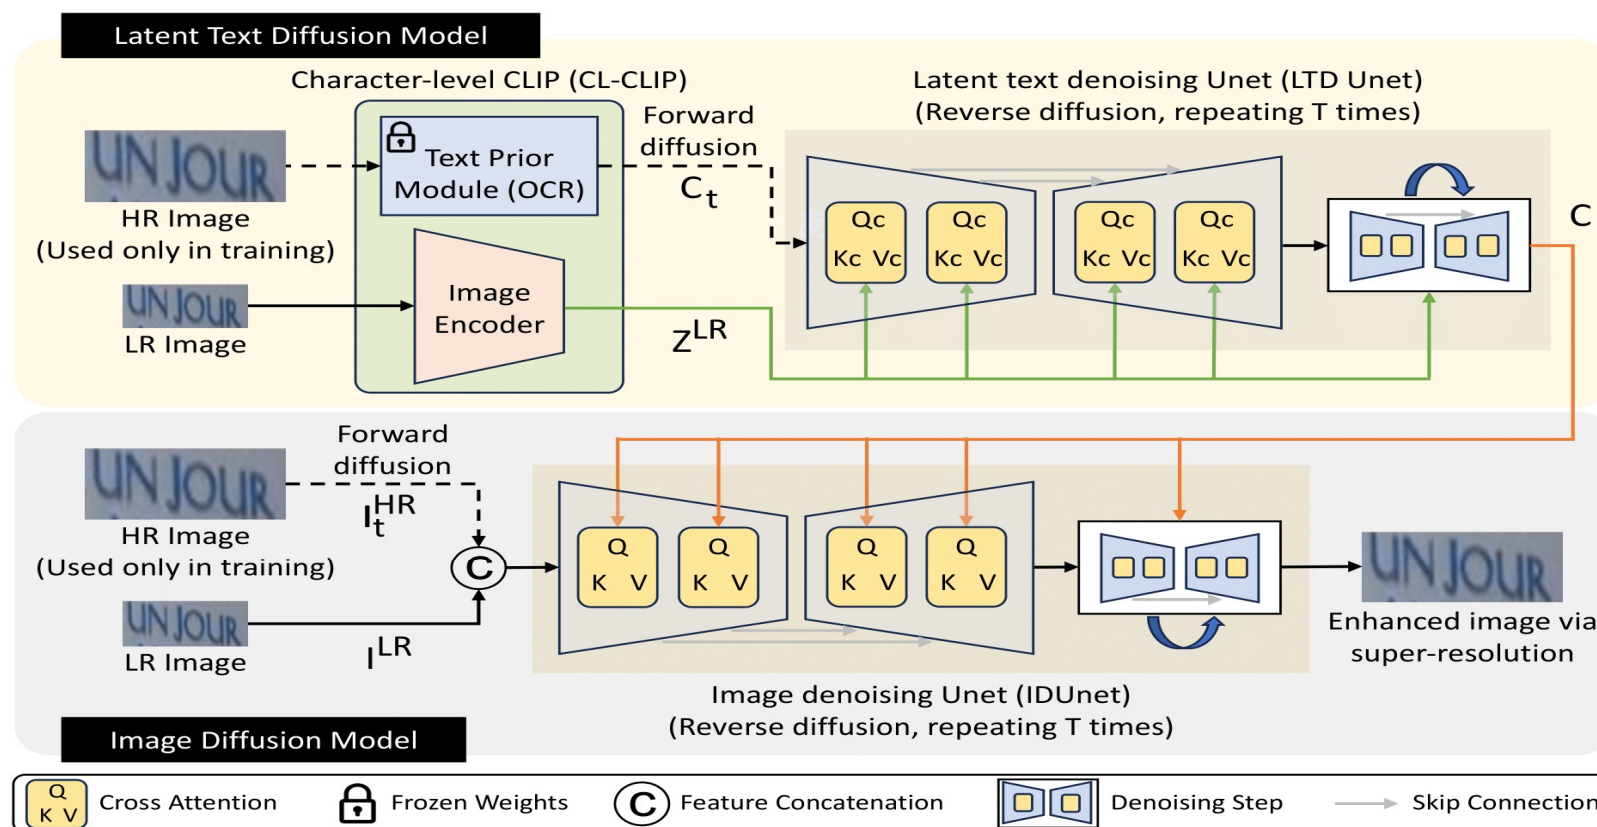 Latent Text Diffusion Model
Character-level CLIP (CL-CLIP)
Latent text denoising Unet (LTD Unet)
(Reverse diffusion, repeating T times)
UN JOUR
HR Image
(Used only in training)
Text Prior
Module (OCR)
Forward
diffusion
Ct
Qc
Kc Vc
Qc
Kc Vc
Qc
Kc Vc
Qc
Kc Vc
C
UN JOUR
LR Image
Image
Encoder
Z^LR
UN JOUR
HR Image
(Used only in training)
Forward
diffusion
I_t^HR
C
UN JOUR
LR Image
I^LR
Q
K V
Q
K V
Q
K V
Q
K V
UN JOUR
Enhanced image via
super-resolution
Image denoising Unet (IDUnet)
(Reverse diffusion, repeating T times)
Image Diffusion Model
Q
K V
Cross Attention
Frozen Weights
C
Feature Concatenation
Denoising Step
Skip Connection